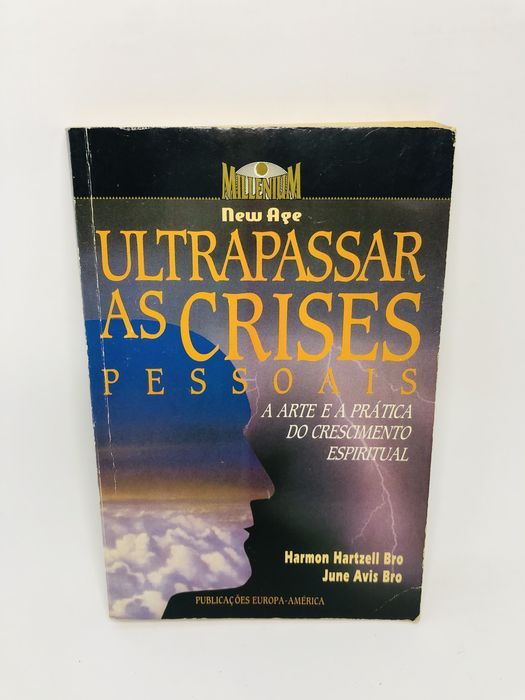 MILLENIUM
New Age
ULTRAPASSAR
AS CRISES
PESSOAIS
A ARTE E A PRÁTICA
DO CRESCIMENTO
ESPIRITUAL
Harmon Hartzell Bro
June Avis Bro
PUBLICAÇÕES EUROPA-AMÉRICA